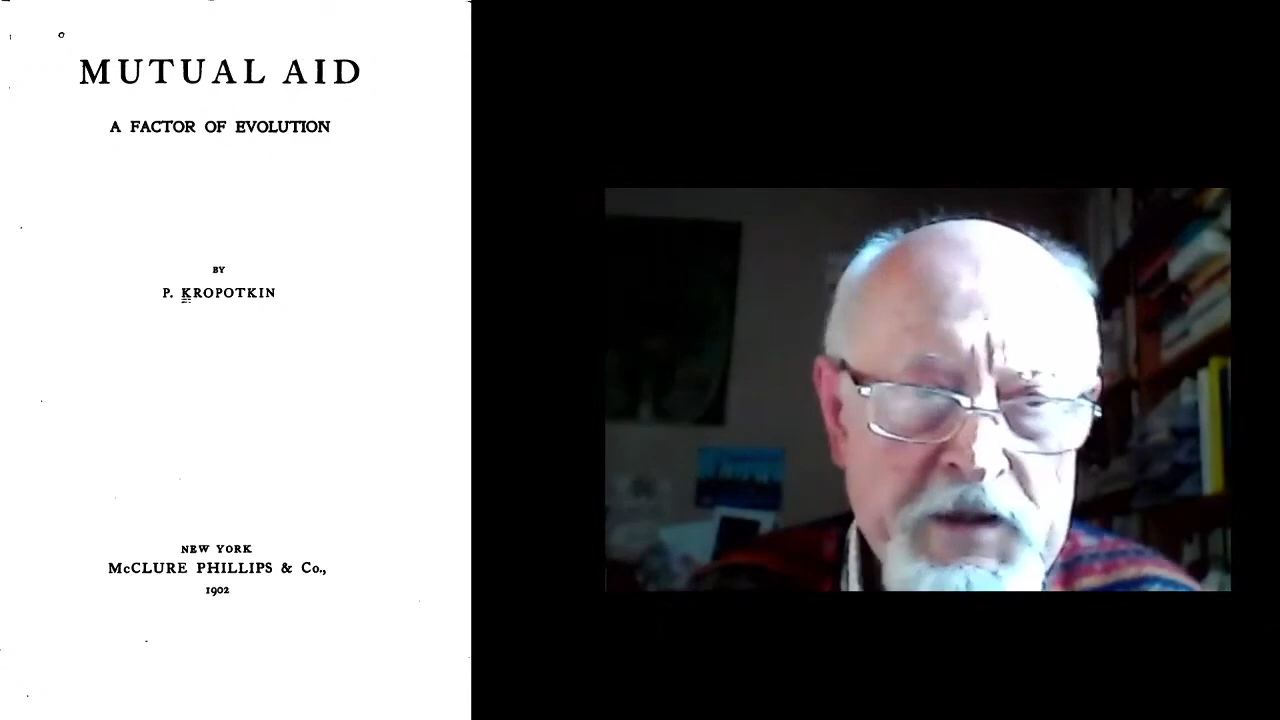 MUTUAL AID
A FACTOR OF EVOLUTION
BY
P. KROPOTKIN
NEW YORK
McCLURE PHILLIPS & Co.,
1902